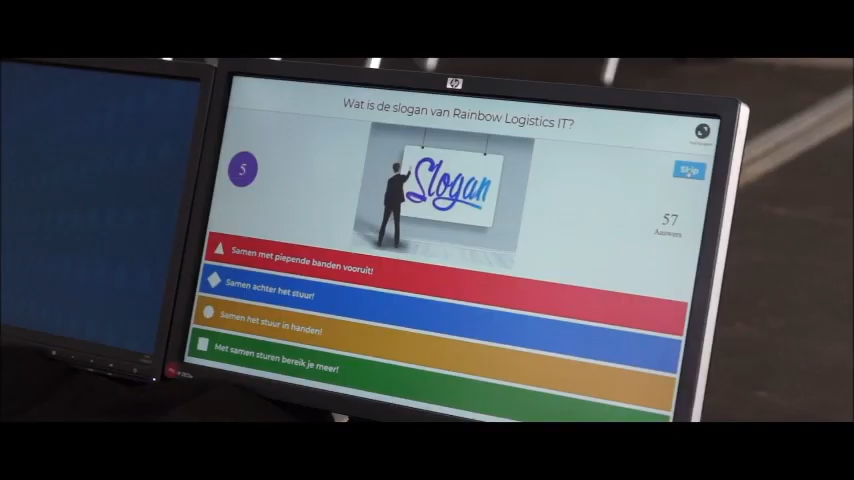 hp
Wat is de slogan van Rainbow Logistics IT?
5
Slogan
Skip
57
Answers
Samen met piepende banden vooruit!
Samen achter het stuur!
Samen het stuur in handen!
Met samen sturen bereik je meer!